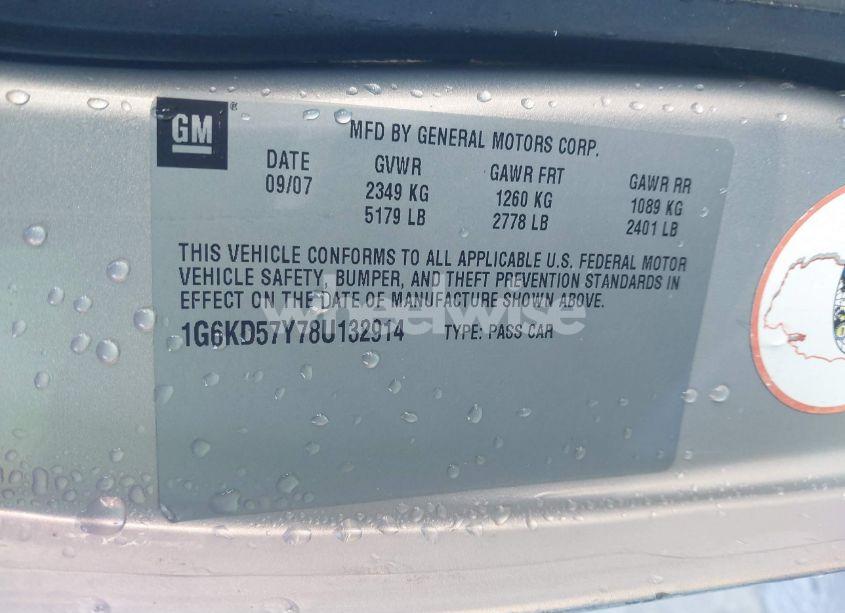 GM ®
MFD BY GENERAL MOTORS CORP.
DATE GVWR GAWR FRT GAWR RR
09/07 2349 KG 1260 KG 1089 KG
5179 LB 2778 LB 2401 LB
THIS VEHICLE CONFORMS TO ALL APPLICABLE U.S. FEDERAL MOTOR
VEHICLE SAFETY, BUMPER, AND THEFT PREVENTION STANDARDS IN
EFFECT ON THE DATE OF MANUFACTURE SHOWN ABOVE.
wheelwise
1G6KD57Y78U132914 TYPE: PASS CAR